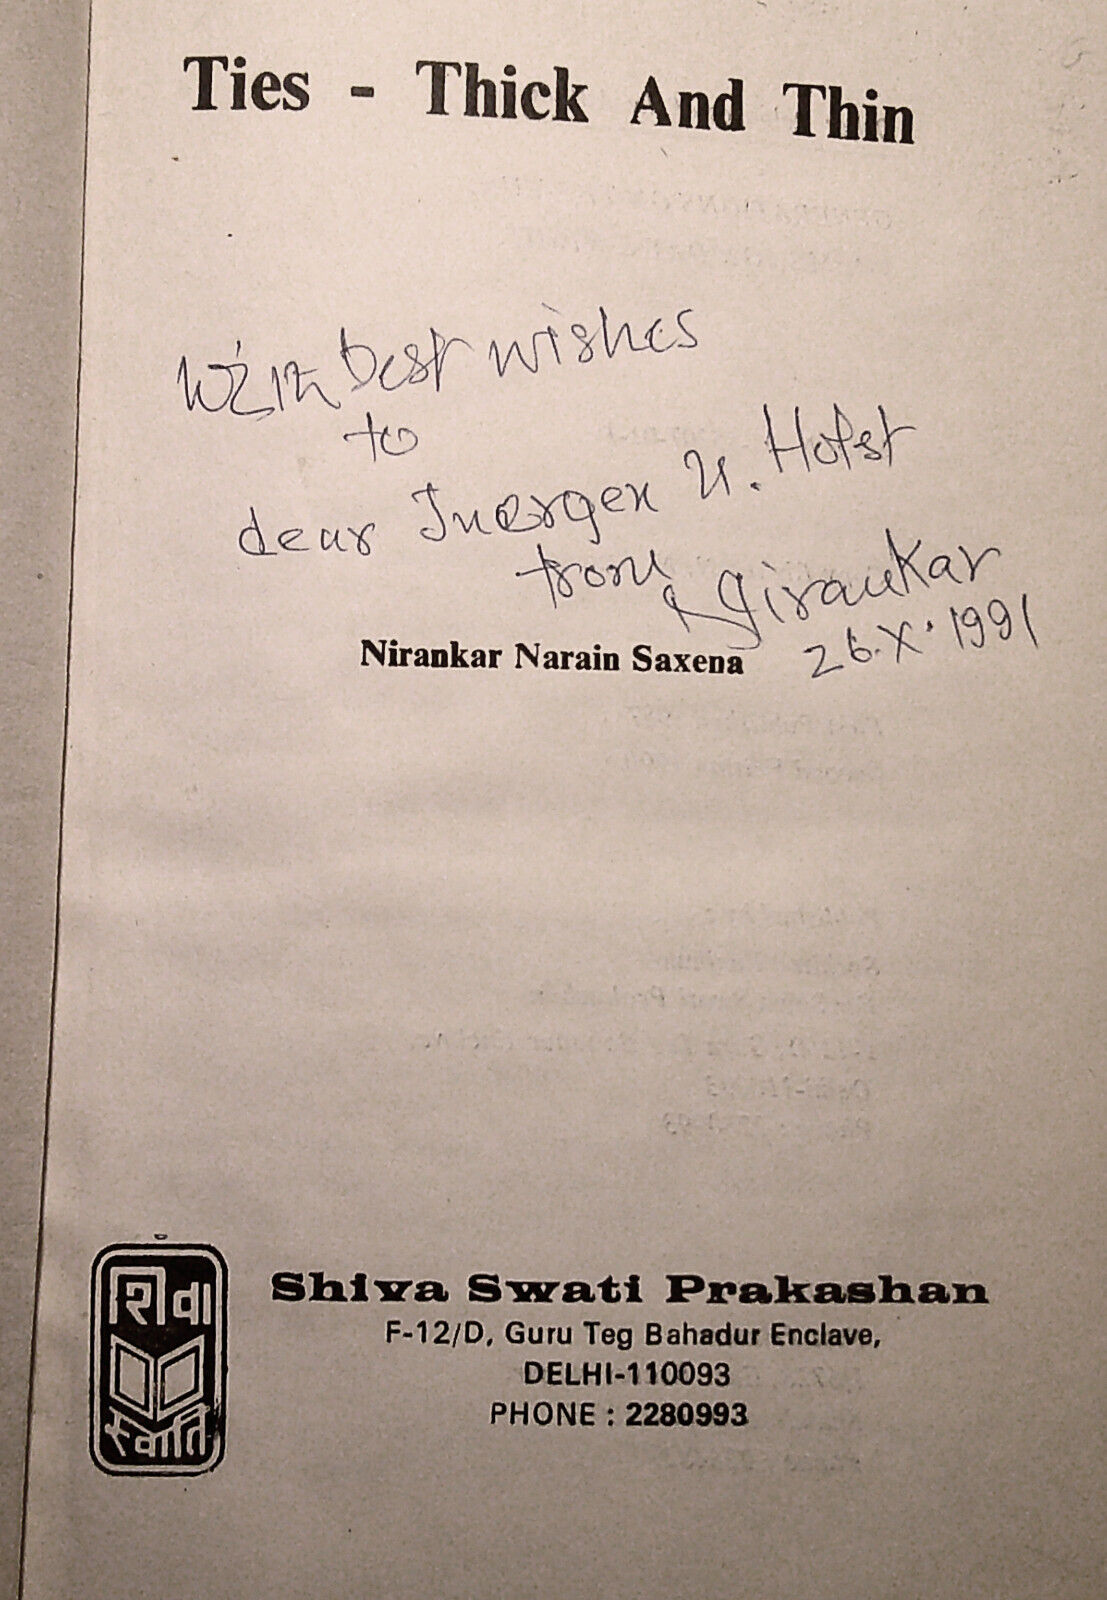 Ties - Thick And Thin
With best wishes
to
dear Juergen U. Holst
from Nirankar
26.X.1991
Nirankar Narain Saxena
शिवा
स्वाति
Shiva Swati Prakashan
F-12/D, Guru Teg Bahadur Enclave,
DELHI-110093
PHONE : 2280993